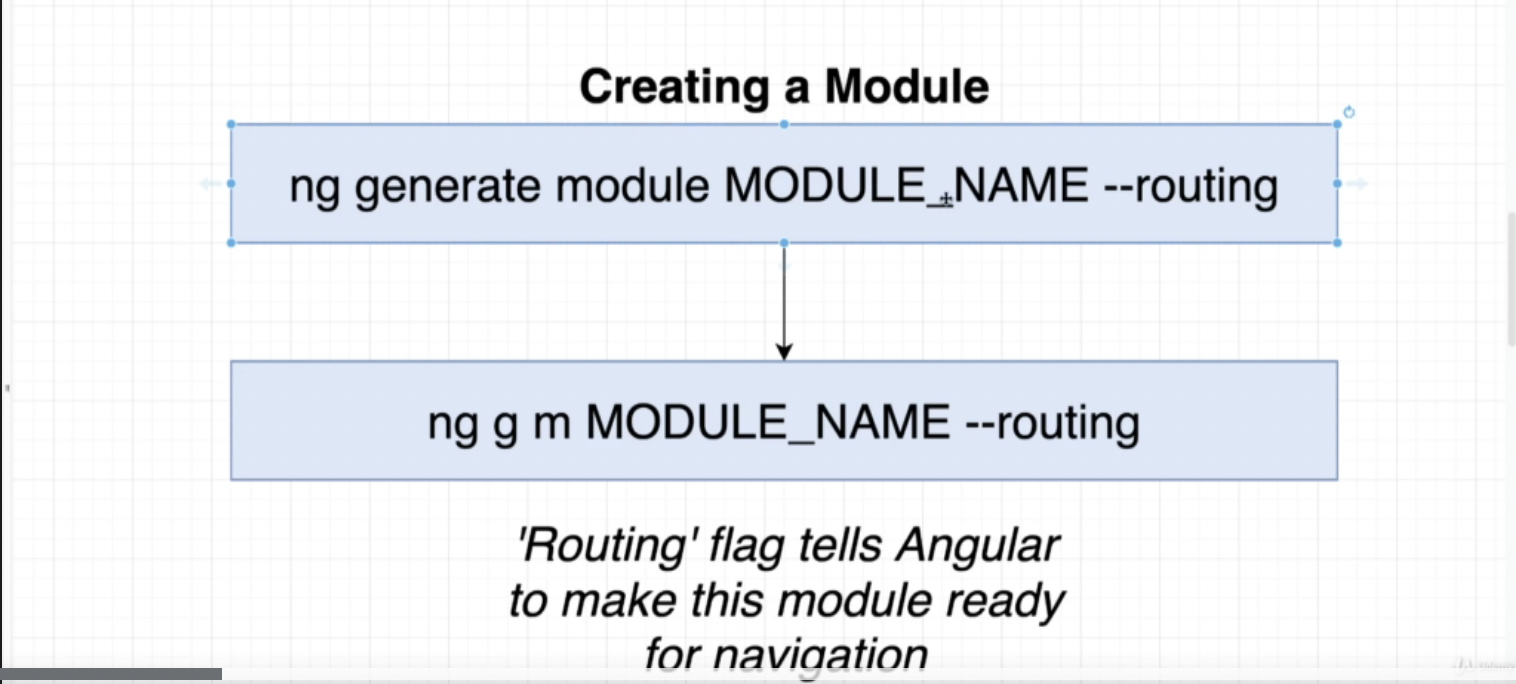 Creating a Module
ng generate module MODULE_NAME --routing
ng g m MODULE_NAME --routing
'Routing' flag tells Angular
to make this module ready
for navigation